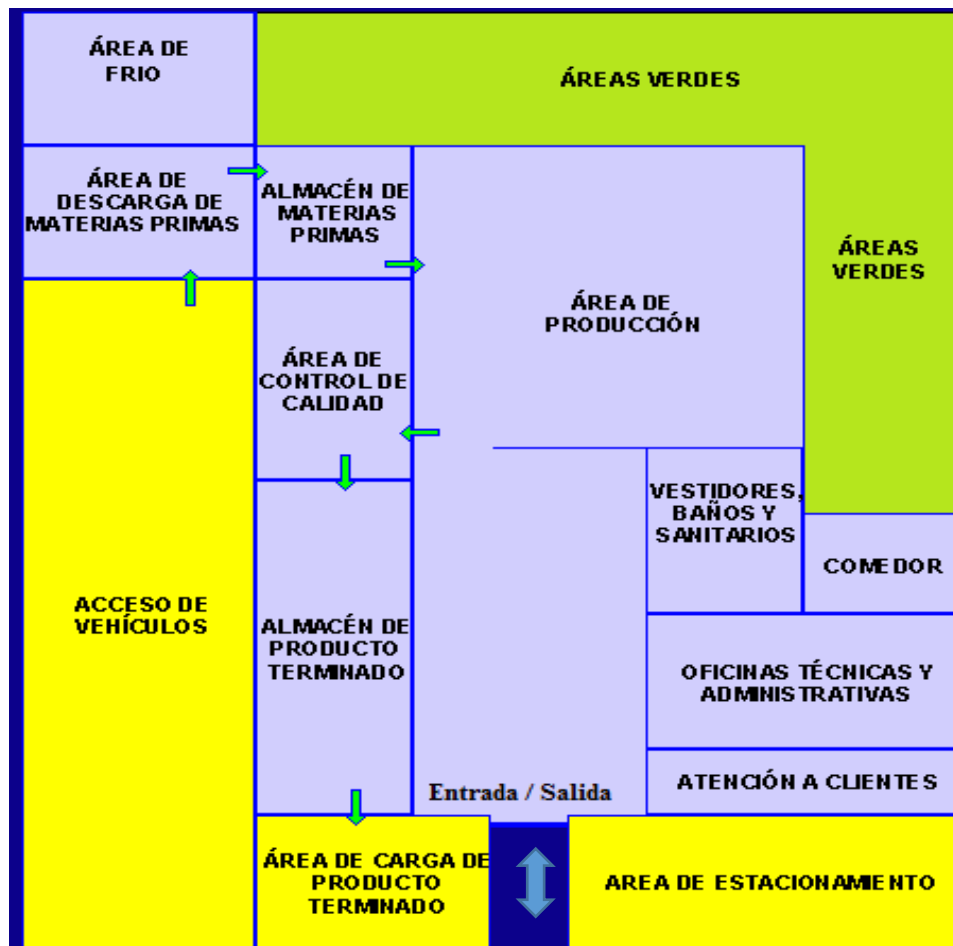 ÁREA DE
FRIO
ÁREAS VERDES
ÁREA DE
DESCARGA DE
MATERIAS PRIMAS
ALMACÉN DE
MATERIAS
PRIMAS
ÁREAS
VERDES
ÁREA DE
PRODUCCIÓN
ÁREA DE
CONTROL DE
CALIDAD
VESTIDORES,
BAÑOS Y
SANITARIOS
COMEDOR
ACCESO DE
VEHÍCULOS
ALMACÉN DE
PRODUCTO
TERMINADO
OFICINAS TÉCNICAS Y
ADMINISTRATIVAS
Entrada / Salida
ATENCIÓN A CLIENTES
ÁREA DE CARGA DE
PRODUCTO
TERMINADO
AREA DE ESTACIONAMIENTO